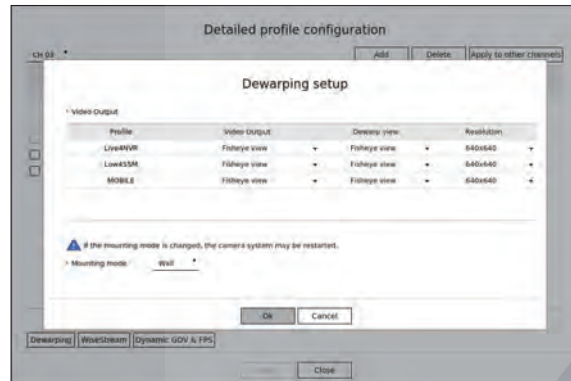 Detailed profile configuration
CH 03
Add Delete Apply to other channels
Dewarping setup
Video Output
Profile Video Output Dewarp view Resolution
Live4NVR Fisheye view Fisheye view 640x640
Low4SSM Fisheye view Fisheye view 640x640
MOBILE Fisheye view Fisheye view 640x640
If the mounting mode is changed, the camera system may be restarted.
Mounting mode Wall
Ok Cancel
Dewarping Wisestream Dynamic GOV & FPS
Close